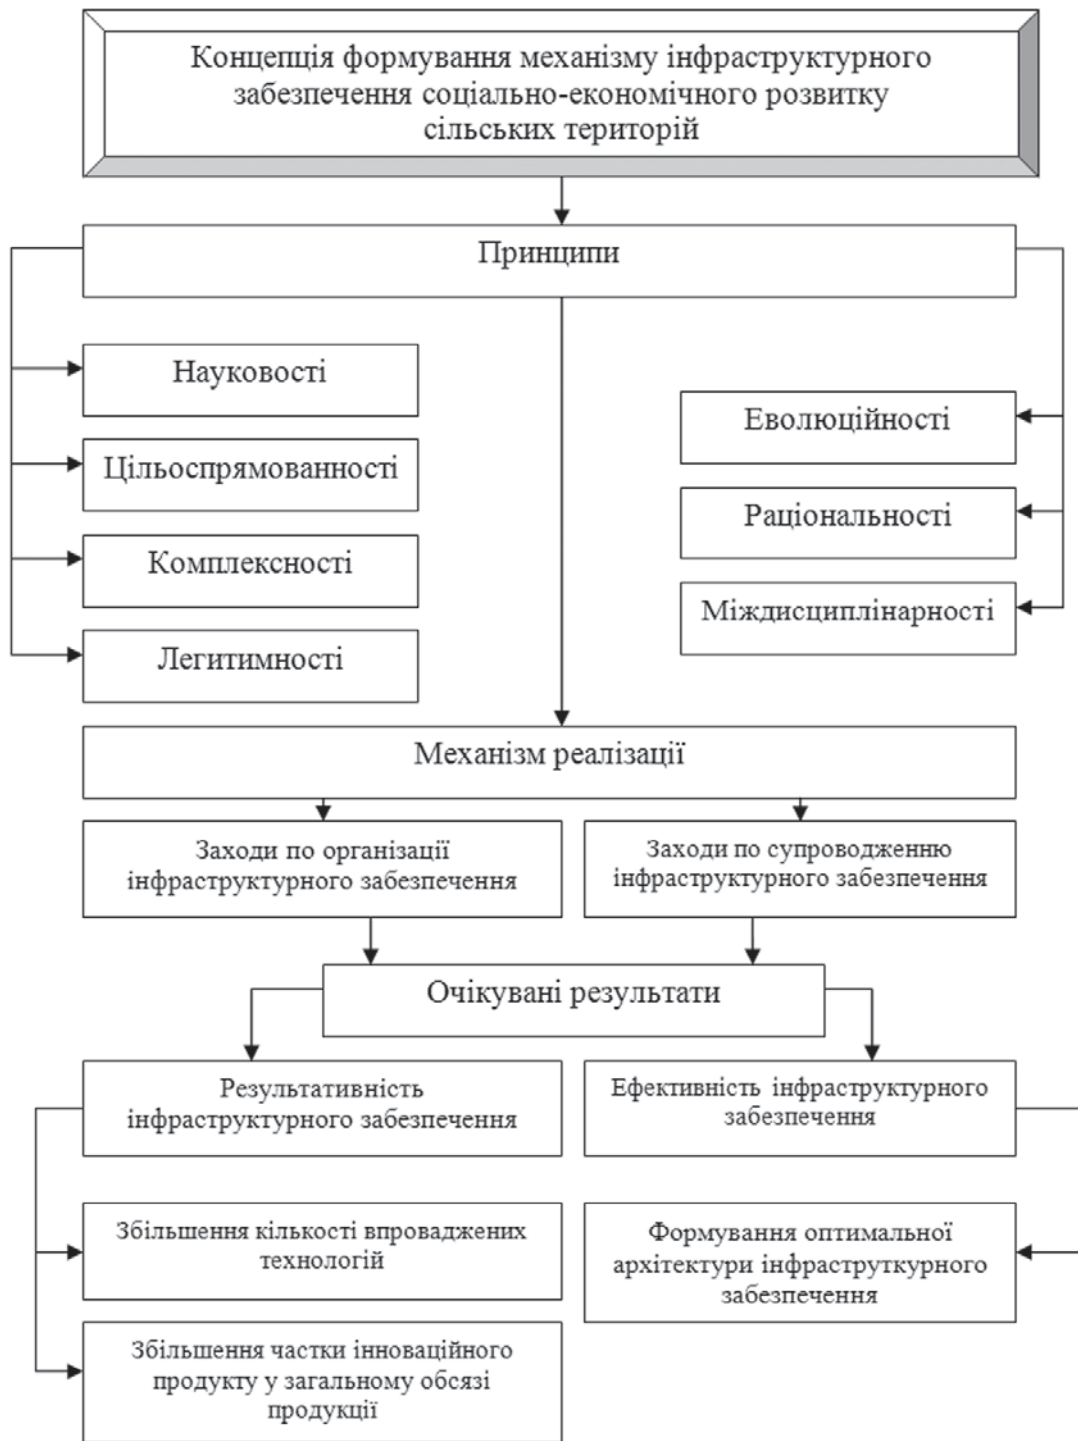 Концепція формування механізму інфраструктурного
забезпечення соціально-економічного розвитку
сільських територій
Принципи
Науковості
Цільоспрямованності
Комплексності
Легитимності
Еволюційності
Раціональності
Міждисциплінарності
Механізм реалізації
Заходи по організації
інфраструктурного забезпечення
Заходи по супроводженню
інфраструктурного забезпечення
Очікувані результати
Результативність
інфраструктурного забезпечення
Ефективність інфраструктурного
забезпечення
Збільшення кількості впроваджених
технологій
Формування оптимальної
архітектури інфраструткурного
забезпечення
Збільшення частки інноваційного
продукту у загальному обсязі
продукції